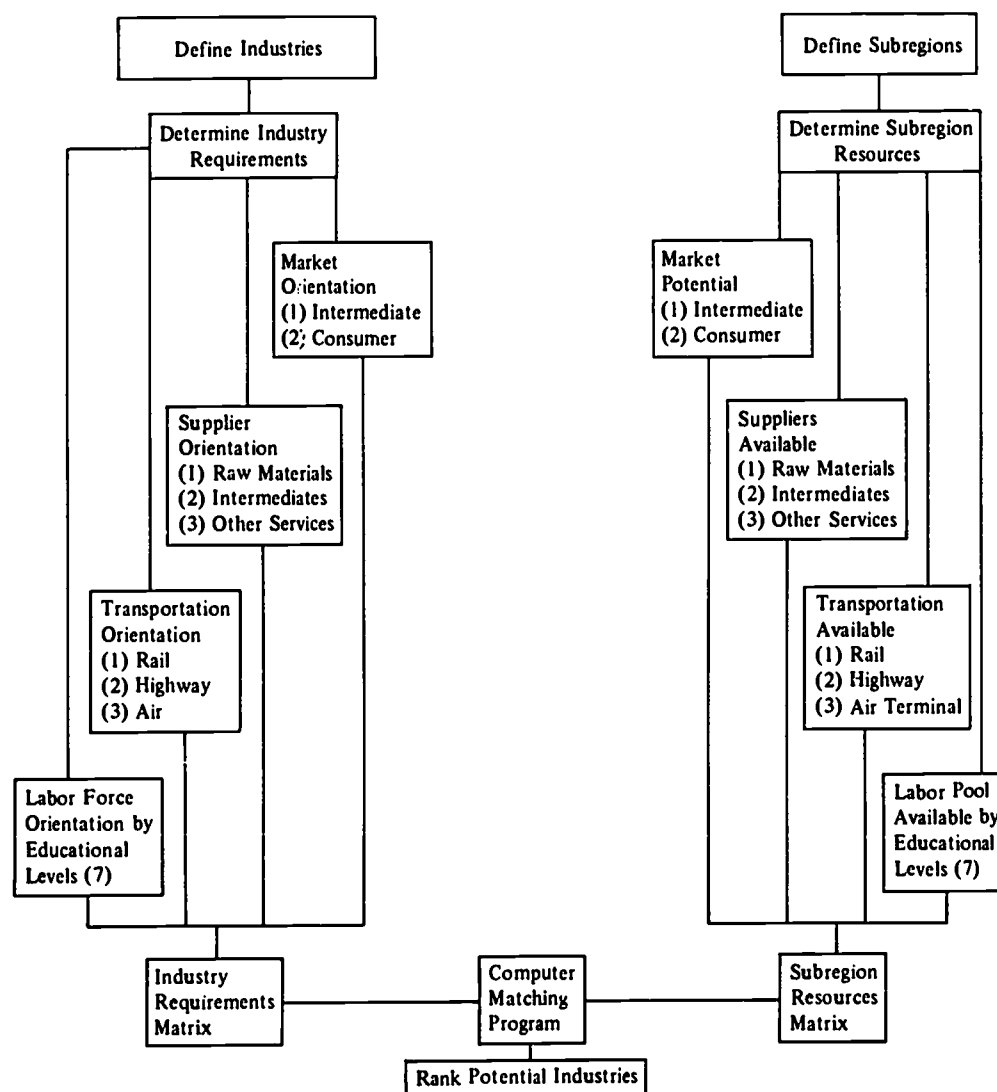 Define Industries
Define Subregions
Determine Industry
Requirements
Determine Subregion
Resources
Market
Orientation
(1) Intermediate
(2) Consumer
Market
Potential
(1) Intermediate
(2) Consumer
Supplier
Orientation
(1) Raw Materials
(2) Intermediates
(3) Other Services
Suppliers
Available
(1) Raw Materials
(2) Intermediates
(3) Other Services
Transportation
Orientation
(1) Rail
(2) Highway
(3) Air
Transportation
Available
(1) Rail
(2) Highway
(3) Air Terminal
Labor Force
Orientation by
Educational
Levels (7)
Labor Pool
Available by
Educational
Levels (7)
Industry
Requirements
Matrix
Computer
Matching
Program
Subregion
Resources
Matrix
Rank Potential Industries